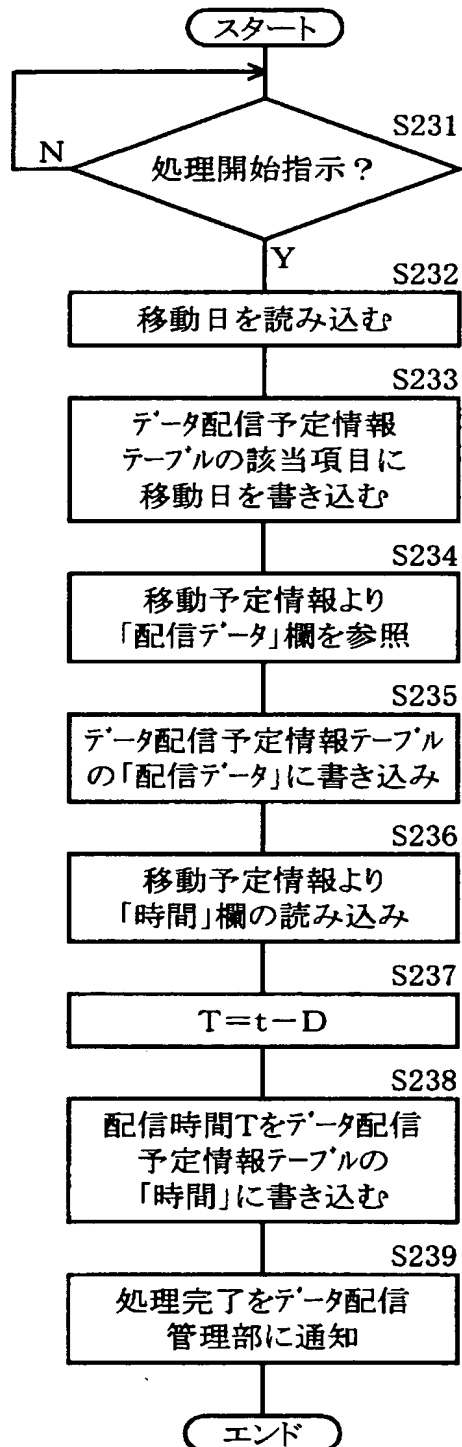 スタート
S231
N
処理開始指示？
Y
S232
移動日を読み込む
S233
データ配信予定情報
テーブルの該当項目に
移動日を書き込む
S234
移動予定情報より
「配信データ」欄を参照
S235
データ配信予定情報テーブル
の「配信データ」に書き込み
S236
移動予定情報より
「時間」欄の読み込み
S237
T＝t－D
S238
配信時間Tをデータ配信
予定情報テーブルの
「時間」に書き込む
S239
処理完了をデータ配信
管理部に通知
エンド